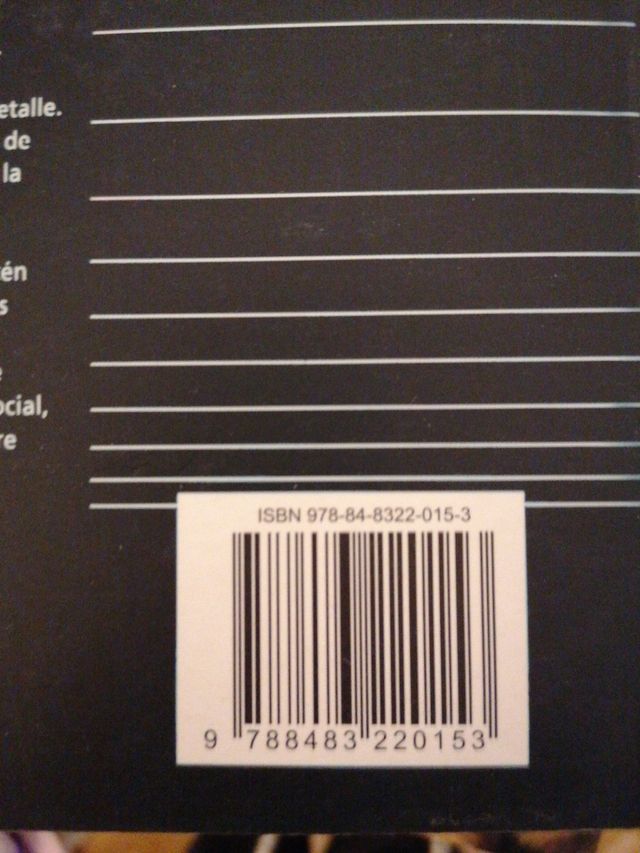 etalle.
de
la
én
s
e
ocial,
re
ISBN 978-84-8322-015-3
9 788483 220153